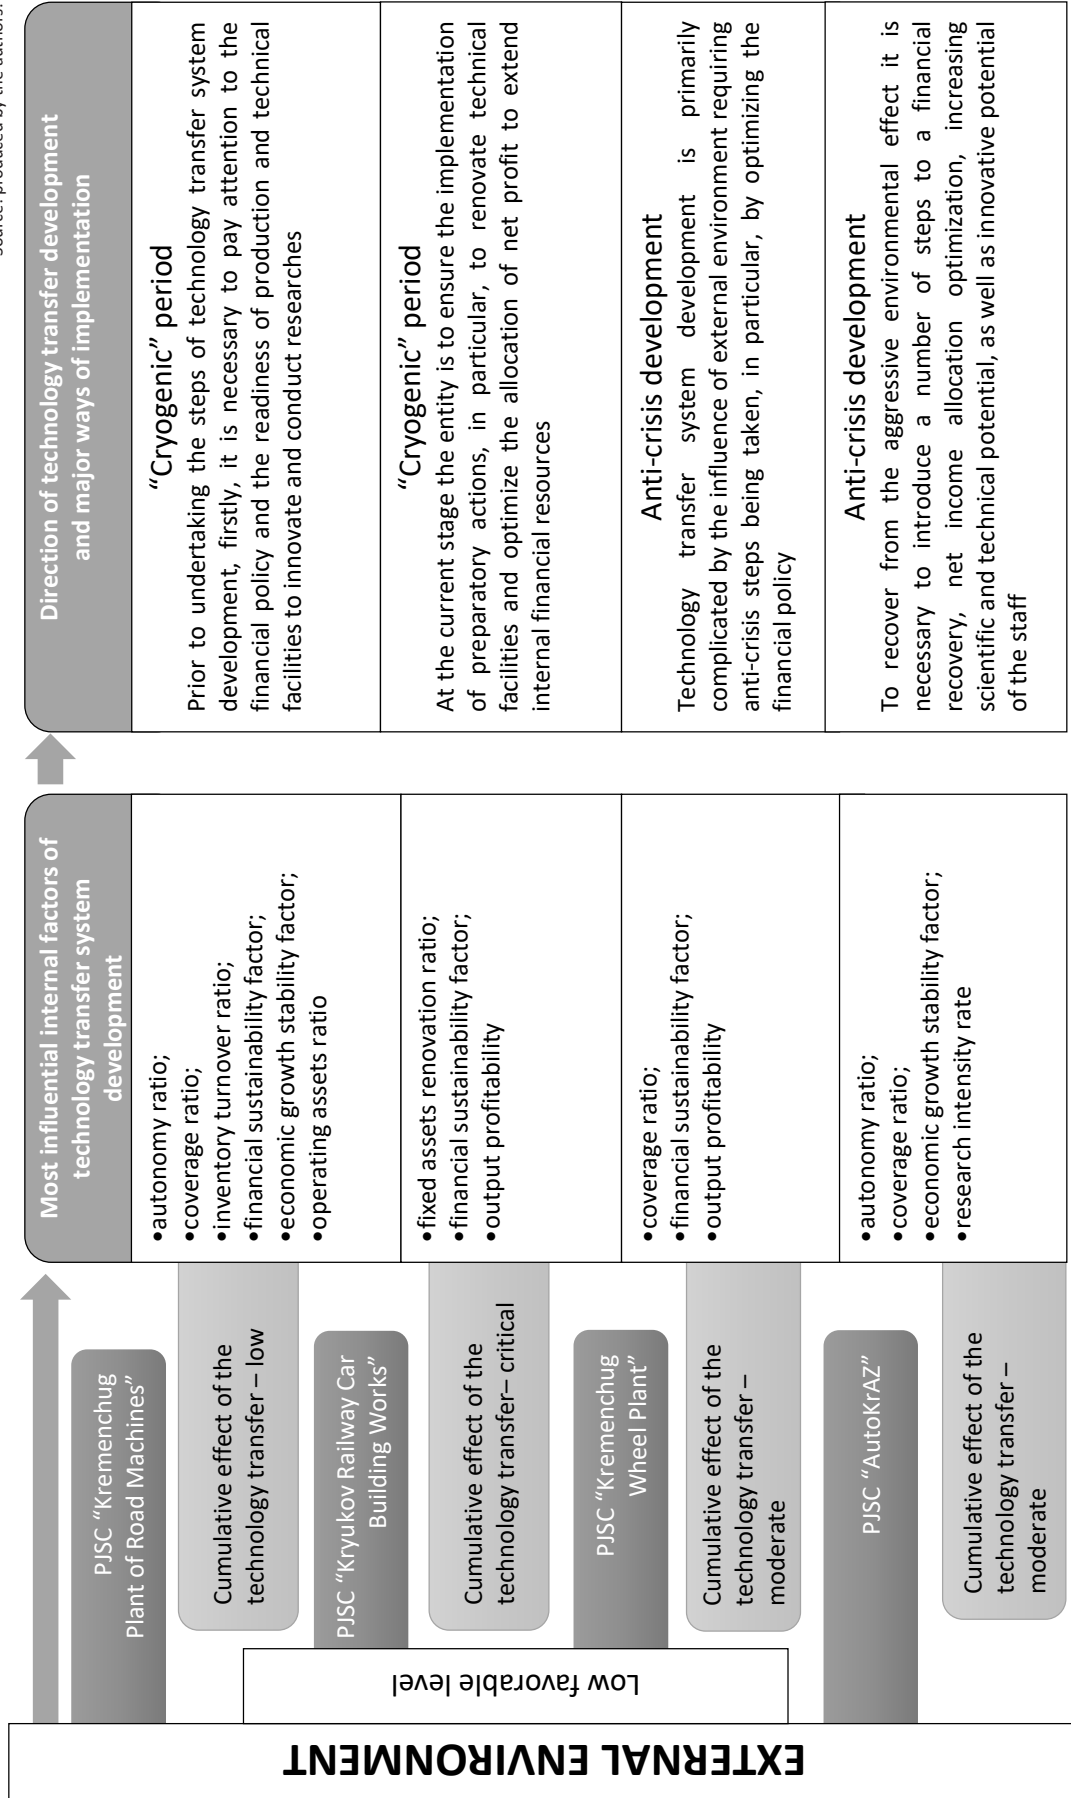 Source: produced by the authors.
EXTERNAL ENVIRONMENT
Low favorable level
PJSC “Kremenchug
Plant of Road Machines”
Cumulative effect of the
technology transfer – low
PJSC “Kryukov Railway Car
Building Works”
Cumulative effect of the
technology transfer– critical
PJSC “Kremenchug
Wheel Plant”
Cumulative effect of the
technology transfer –
moderate
PJSC “AutoKrAZ”
Cumulative effect of the
technology transfer –
moderate
Most influential internal factors of
technology transfer system
development
•autonomy ratio;
•coverage ratio;
•inventory turnover ratio;
•financial sustainability factor;
•economic growth stability factor;
•operating assets ratio
•fixed assets renovation ratio;
•financial sustainability factor;
•output profitability
•coverage ratio;
•financial sustainability factor;
•output profitability
•autonomy ratio;
•coverage ratio;
•economic growth stability factor;
•research intensity rate
Direction of technology transfer development
and major ways of implementation
“Cryogenic” period
Prior to undertaking the steps of technology transfer system
development, firstly, it is necessary to pay attention to the
financial policy and the readiness of production and technical
facilities to innovate and conduct researches
“Cryogenic” period
At the current stage the entity is to ensure the implementation
of preparatory actions, in particular, to renovate technical
facilities and optimize the allocation of net profit to extend
internal financial resources
Anti-crisis development
Technology transfer system development is primarily
complicated by the influence of external environment requiring
anti-crisis steps being taken, in particular, by optimizing the
financial policy
Anti-crisis development
To recover from the aggressive environmental effect it is
necessary to introduce a number of steps to a financial
recovery, net income allocation optimization, increasing
scientific and technical potential, as well as innovative potential
of the staff